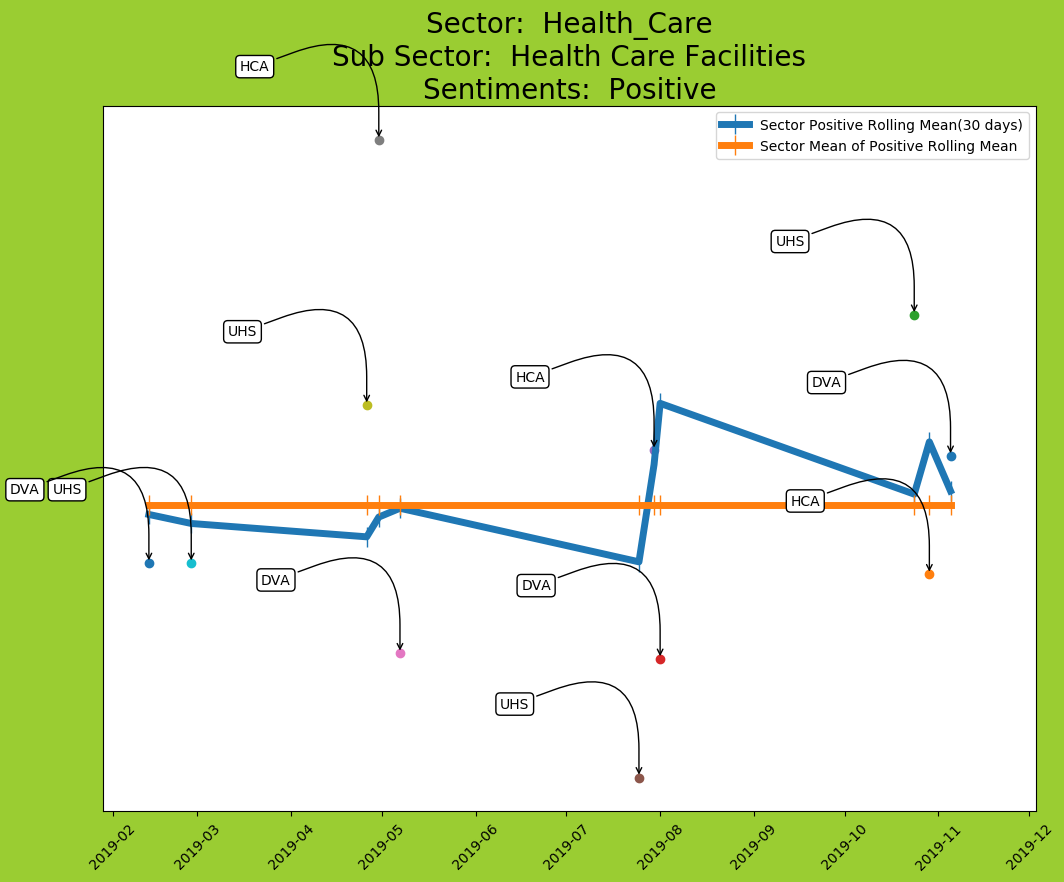 Sector:  Health_Care
Sub Sector:  Health Care Facilities
Sentiments:  Positive
HCA
Sector Positive Rolling Mean(30 days)
Sector Mean of Positive Rolling Mean
UHS
UHS
HCA
DVA
DVA
UHS
HCA
DVA
DVA
UHS
2019-02
2019-03
2019-04
2019-05
2019-06
2019-07
2019-08
2019-09
2019-10
2019-11
2019-12